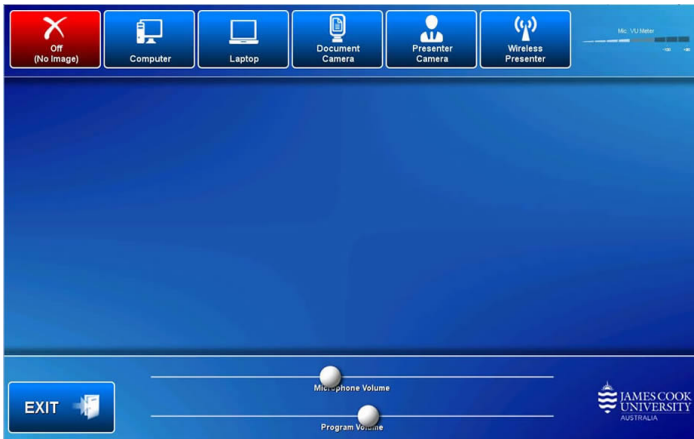 Off
(No Image)
Computer
Laptop
Document
Camera
Presenter
Camera
Wireless
Presenter
Mic. VU Meter
Microphone Volume
EXIT
Program Volume
JAMES COOK
UNIVERSITY
AUSTRALIA